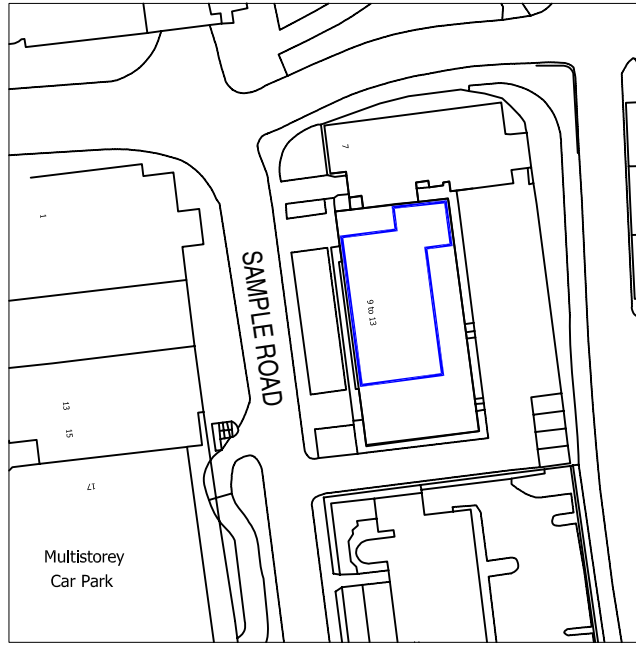 7
1
SAMPLE ROAD
9 to 13
13
15
17
Multistorey
Car Park